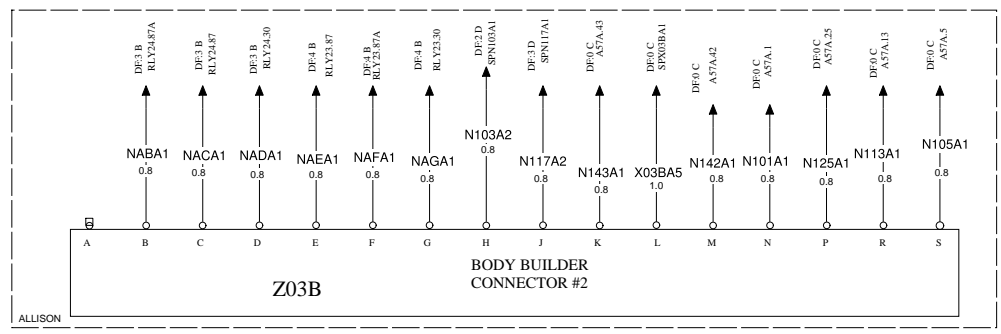 DF:3 B
RLY24.87A
DF:3 B
RLY24.87
DF:3 B
RLY24.30
DF:4 B
RLY23.87
DF:4 B
RLY23.87A
DF:4 B
RLY23.30
DF:2 D
SPN103A1
DF:3 D
SPN117A1
DF:0 C
A57A.43
DF:0 C
SPX03BA1
DF:0 C
A57A.42
DF:0 C
A57A.1
DF:0 C
A57A.25
DF:0 C
A57A.13
DF:0 C
A57A.5
NABA1
0.8
NACA1
0.8
NADA1
0.8
NAEA1
0.8
NAFA1
0.8
NAGA1
0.8
N103A2
0.8
N117A2
0.8
N143A1
0.8
X03BA5
1.0
N142A1
0.8
N101A1
0.8
N125A1
0.8
N113A1
0.8
N105A1
0.8
A B C D E F G H J K L M N P R S
BODY BUILDER
CONNECTOR #2
Z03B
ALLISON